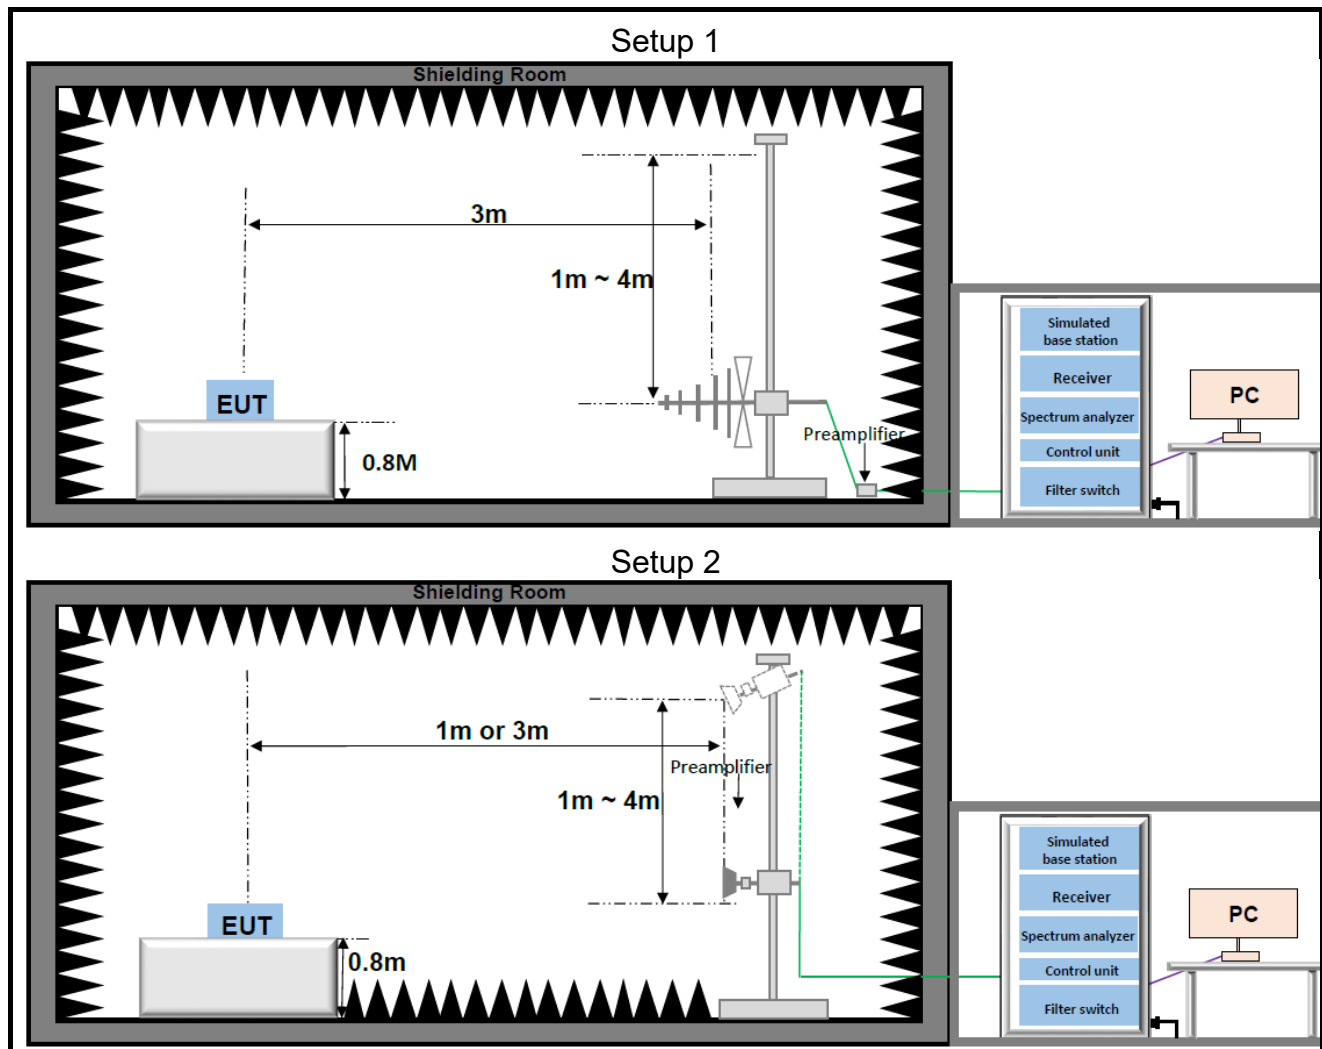 Setup 1
Shielding Room
3m
1m ~ 4m
EUT
0.8M
Preamplifier
Simulated
base station
Receiver
Spectrum analyzer
Control unit
Filter switch
PC
Setup 2
Shielding Room
1m or 3m
Preamplifier
1m ~ 4m
EUT
0.8m
Simulated
base station
Receiver
Spectrum analyzer
Control unit
Filter switch
PC